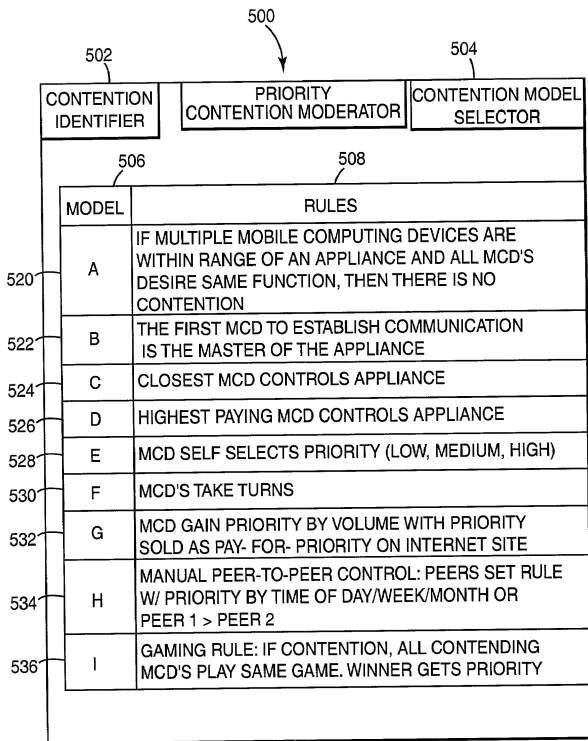 500
502
504
CONTENTION
IDENTIFIER
PRIORITY
CONTENTION MODERATOR
CONTENTION MODEL
SELECTOR
506
508
MODEL
RULES
520
A
IF MULTIPLE MOBILE COMPUTING DEVICES ARE
WITHIN RANGE OF AN APPLIANCE AND ALL MCD'S
DESIRE SAME FUNCTION, THEN THERE IS NO
CONTENTION
522
B
THE FIRST MCD TO ESTABLISH COMMUNICATION
IS THE MASTER OF THE APPLIANCE
524
C
CLOSEST MCD CONTROLS APPLIANCE
526
D
HIGHEST PAYING MCD CONTROLS APPLIANCE
528
E
MCD SELF SELECTS PRIORITY (LOW, MEDIUM, HIGH)
530
F
MCD'S TAKE TURNS
532
G
MCD GAIN PRIORITY BY VOLUME WITH PRIORITY
SOLD AS PAY- FOR- PRIORITY ON INTERNET SITE
534
H
MANUAL PEER-TO-PEER CONTROL: PEERS SET RULE
W/ PRIORITY BY TIME OF DAY/WEEK/MONTH OR
PEER 1 > PEER 2
536
I
GAMING RULE: IF CONTENTION, ALL CONTENDING
MCD'S PLAY SAME GAME. WINNER GETS PRIORITY